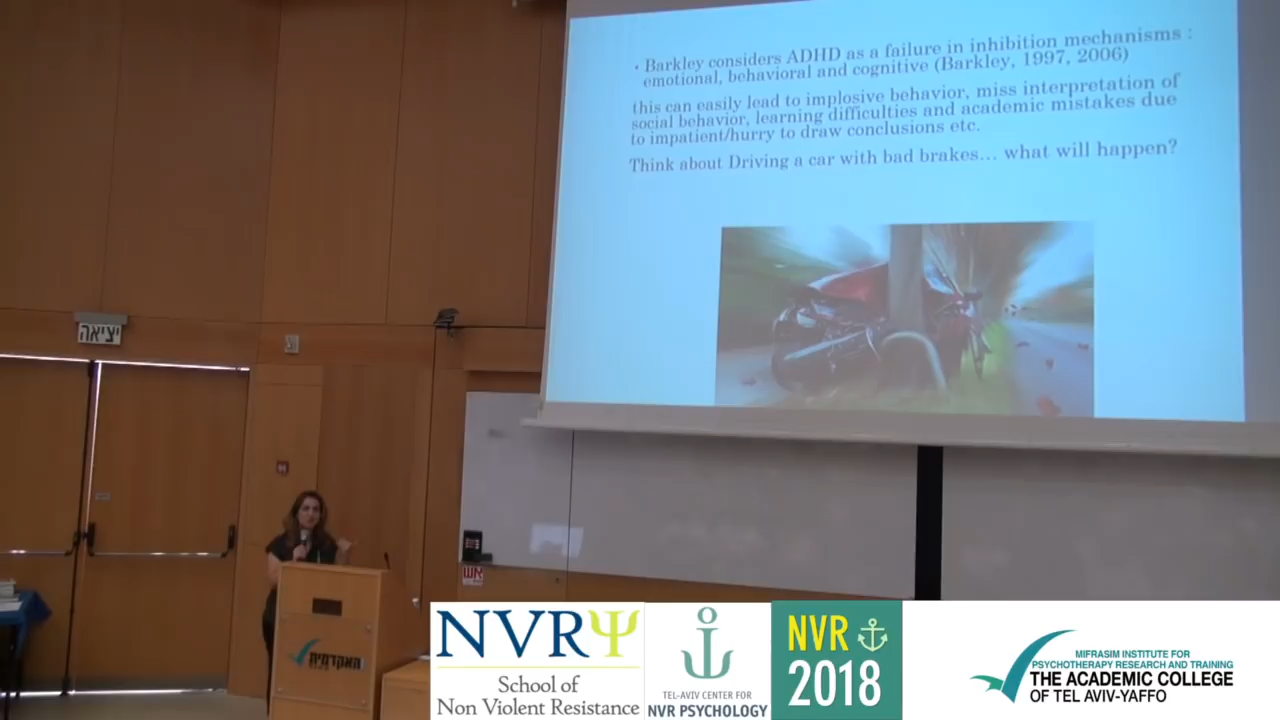 • Barkley considers ADHD as a failure in inhibition mechanisms :
emotional, behavioral and cognitive (Barkley, 1997, 2006)
this can easily lead to implosive behavior, miss interpretation of
social behavior, learning difficulties and academic mistakes due
to impatient/hurry to draw conclusions etc.
Think about Driving a car with bad brakes... what will happen?
יציאה
אש
האקדמית
NVRΨ
School of
Non Violent Resistance
TEL-AVIV CENTER FOR
NVR PSYCHOLOGY
NVR
2018
MIFRASIM INSTITUTE FOR
PSYCHOTHERAPY RESEARCH AND TRAINING
THE ACADEMIC COLLEGE
OF TEL AVIV-YAFFO